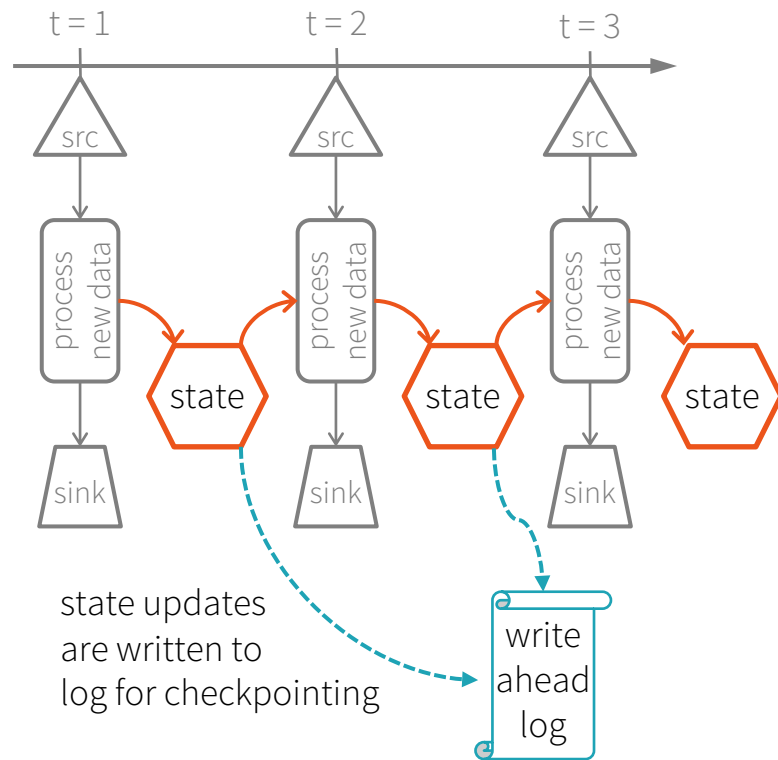 t = 1
t = 2
t = 3
src
src
src
process
new data
process
new data
process
new data
state
state
state
sink
sink
sink
state updates
are written to
log for checkpointing
write
ahead
log